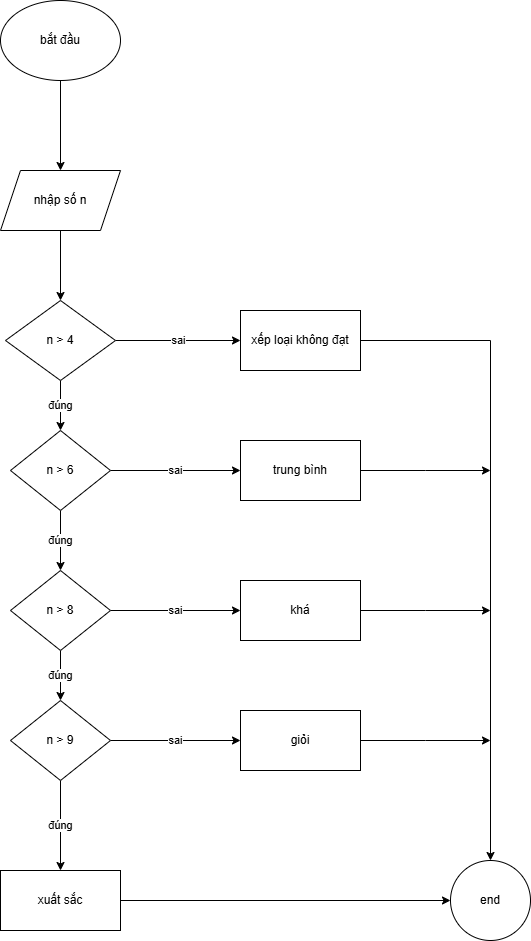 bắt đầu
nhập số n
n > 4
sai
xếp loại không đạt
đúng
n > 6
sai
trung bình
đúng
n > 8
sai
khá
đúng
n > 9
sai
giỏi
đúng
xuất sắc
end